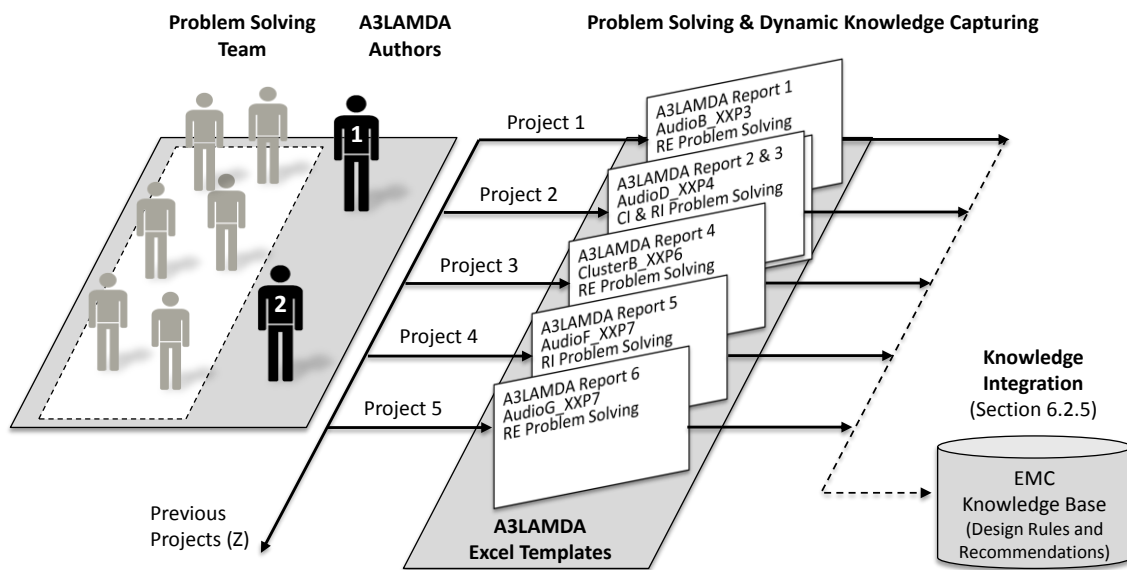 Problem Solving
Team
A3LAMDA
Authors
Problem Solving & Dynamic Knowledge Capturing
1
2
Project 1
A3LAMDA Report 1
AudioB_XXP3
RE Problem Solving
Project 2
A3LAMDA Report 2 & 3
AudioD_XXP4
CI & RI Problem Solving
Project 3
A3LAMDA Report 4
ClusterB_XXP6
RE Problem Solving
Project 4
A3LAMDA Report 5
AudioF_XXP7
RI Problem Solving
Project 5
A3LAMDA Report 6
AudioG_XXP7
RE Problem Solving
Previous
Projects (Z)
A3LAMDA
Excel Templates
Knowledge
Integration
(Section 6.2.5)
EMC
Knowledge Base
(Design Rules and
Recommendations)